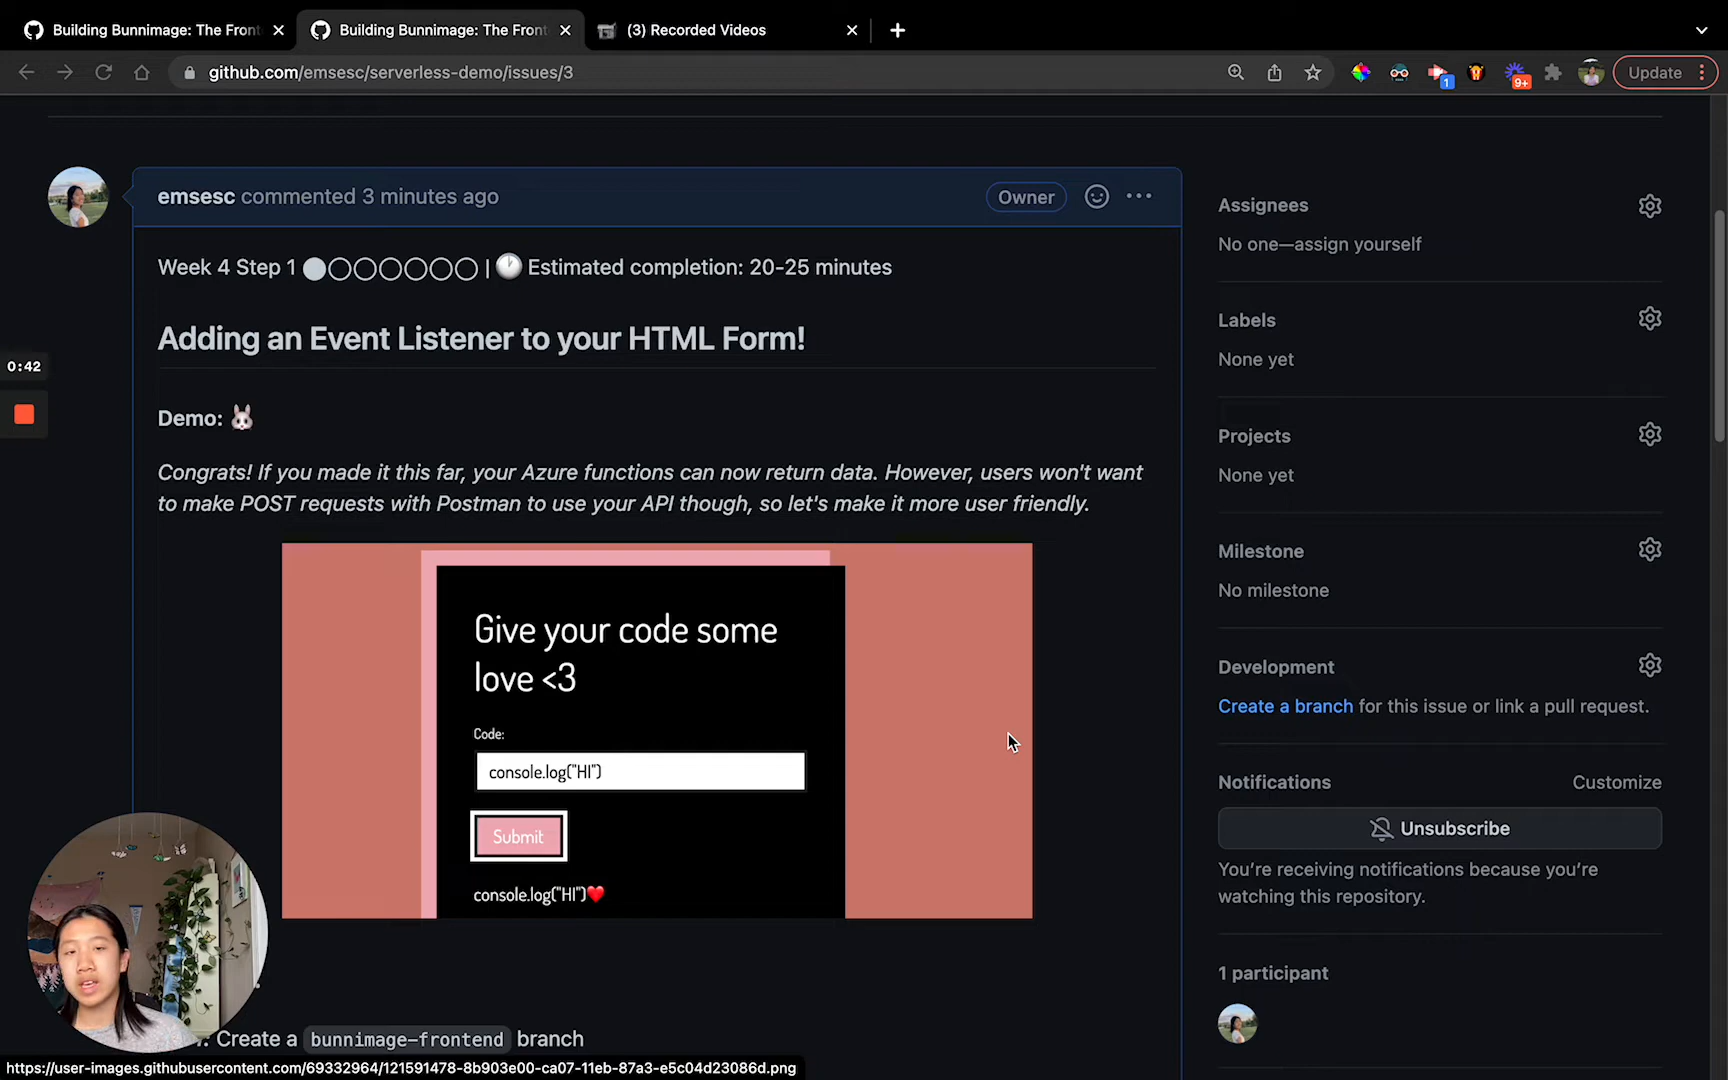 Building Bunnimage: The Front
Building Bunnimage: The Front
(3) Recorded Videos
github.com/emsesc/serverless-demo/issues/3
1
9+
Update
emsesc commented 3 minutes ago
Owner
Week 4 Step 1 ⬤◯◯◯◯◯◯ | 🕐 Estimated completion: 20-25 minutes
Adding an Event Listener to your HTML Form!
0:42
Demo: 🐰
Congrats! If you made it this far, your Azure functions can now return data. However, users won't want
to make POST requests with Postman to use your API though, so let's make it more user friendly.
Give your code some
love <3
Code:
console.log("HI")
Submit
console.log("HI")❤️
Create a bunnimage-frontend branch
Assignees
No one—assign yourself
Labels
None yet
Projects
None yet
Milestone
No milestone
Development
Create a branch for this issue or link a pull request.
Notifications
Customize
Unsubscribe
You're receiving notifications because you're
watching this repository.
1 participant
https://user-images.githubusercontent.com/69332964/121591478-8b903e00-ca07-11eb-87a3-e5c04d23086d.png